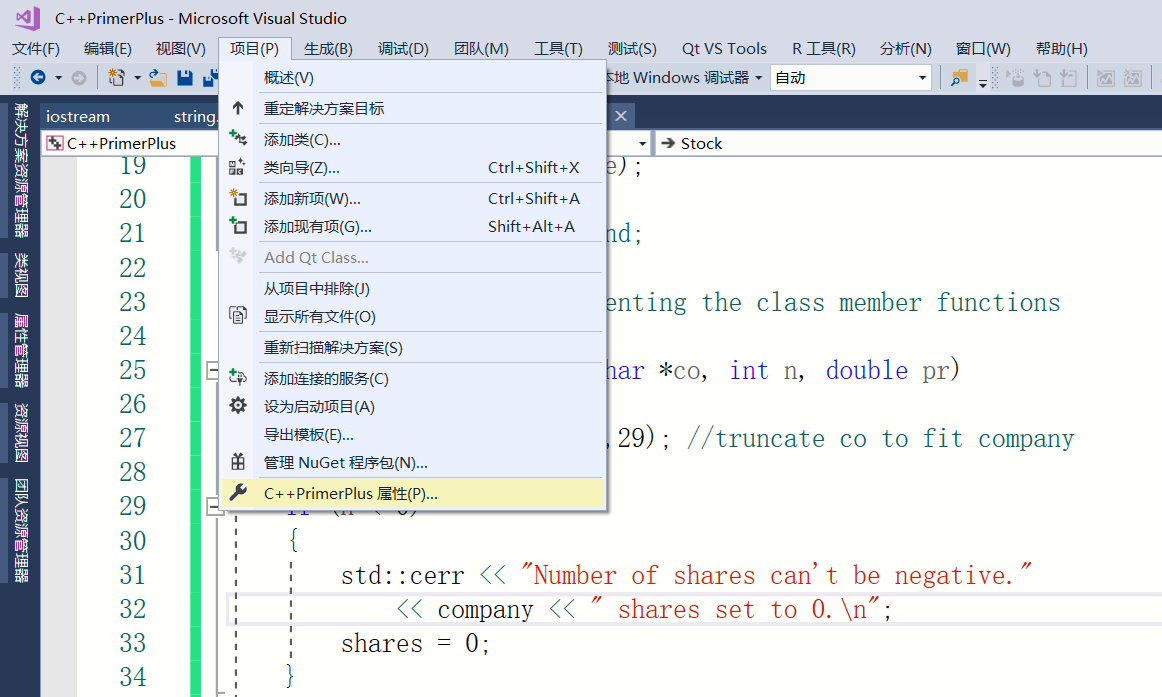 C++PrimerPlus - Microsoft Visual Studio
文件(F) 编辑(E) 视图(V) 项目(P) 生成(B) 调试(D) 团队(M) 工具(T) 测试(S) Qt VS Tools R 工具(R) 分析(N) 窗口(W) 帮助(H)
地 Windows 调试器 自动
iostream string.
C++PrimerPlus Stock
解决方案资源管理器
类视图
属性管理器
资源视图
团队资源管理器
概述(V)
重定解决方案目标
添加类(C)...
类向导(Z)... Ctrl+Shift+X
添加新项(W)... Ctrl+Shift+A
添加现有项(G)... Shift+Alt+A
Add Qt Class...
从项目中排除(J)
显示所有文件(O)
重新扫描解决方案(S)
添加连接的服务(C)
设为启动项目(A)
导出模板(E)...
管理 NuGet 程序包(N)...
C++PrimerPlus 属性(P)...
19 e);
20
21 nd;
22
23 enting the class member functions
24
25 har *co, int n, double pr)
26
27 ,29); //truncate co to fit company
28
29
30 {
31 std::cerr << "Number of shares can't be negative."
32 << company << " shares set to 0.\n";
33 shares = 0;
34 }